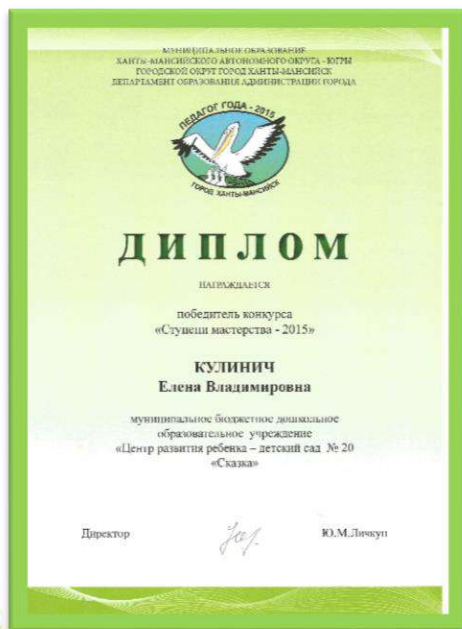 МУНИЦИПАЛЬНОЕ ОБРАЗОВАНИЕ
ХАНТЫ-МАНСИЙСКОГО АВТОНОМНОГО ОКРУГА - ЮГРЫ
ГОРОДСКОЙ ОКРУГ ГОРОД ХАНТЫ-МАНСИЙСК
ДЕПАРТАМЕНТ ОБРАЗОВАНИЯ АДМИНИСТРАЦИИ ГОРОДА
ПЕДАГОГ ГОДА - 2015
ГОРОД ХАНТЫ-МАНСИЙСК
ДИПЛОМ
НАГРАЖДАЕТСЯ
победитель конкурса
«Ступени мастерства - 2015»
КУЛИНИЧ
Елена Владимировна
муниципальное бюджетное дошкольное
образовательное учреждение
«Центр развития ребенка – детский сад № 20
«Сказка»
Директор Ю.М.Личкун